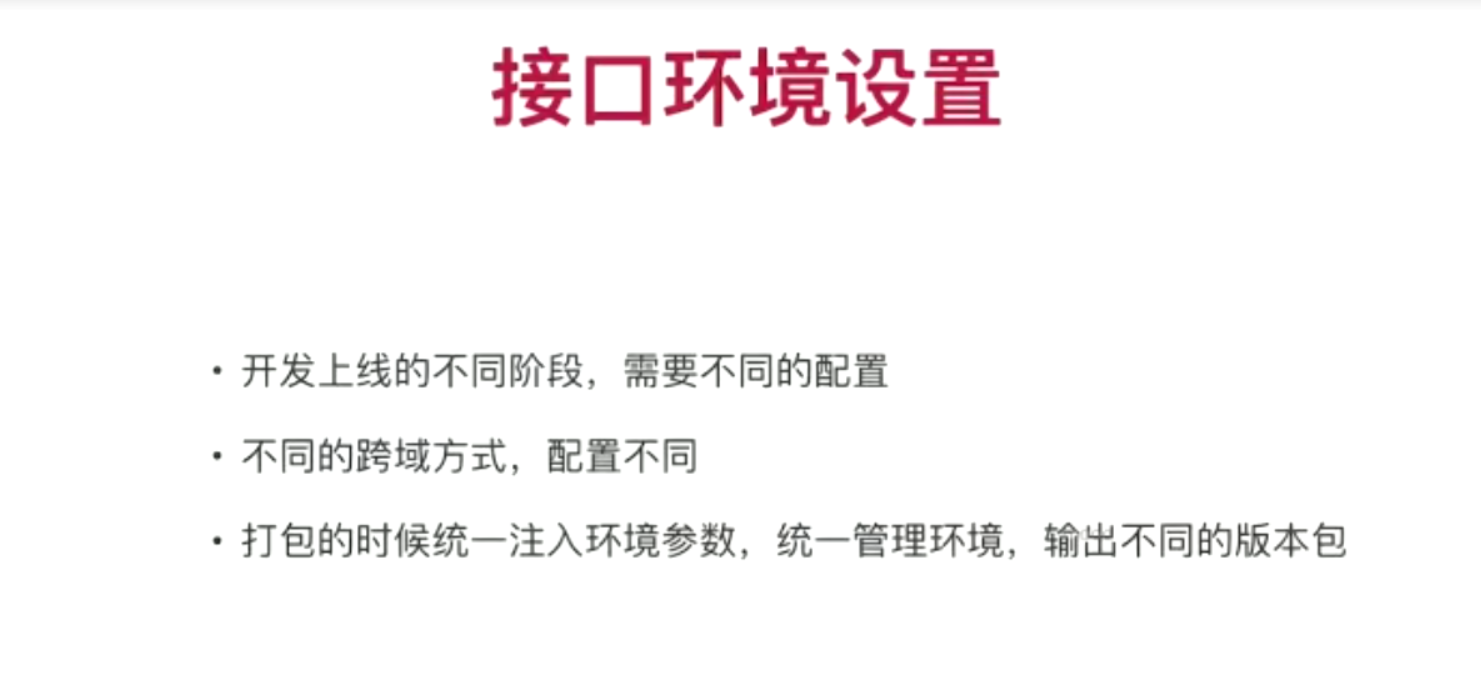 接口环境设置
• 开发上线的不同阶段，需要不同的配置
• 不同的跨域方式，配置不同
• 打包的时候统一注入环境参数，统一管理环境，输出不同的版本包